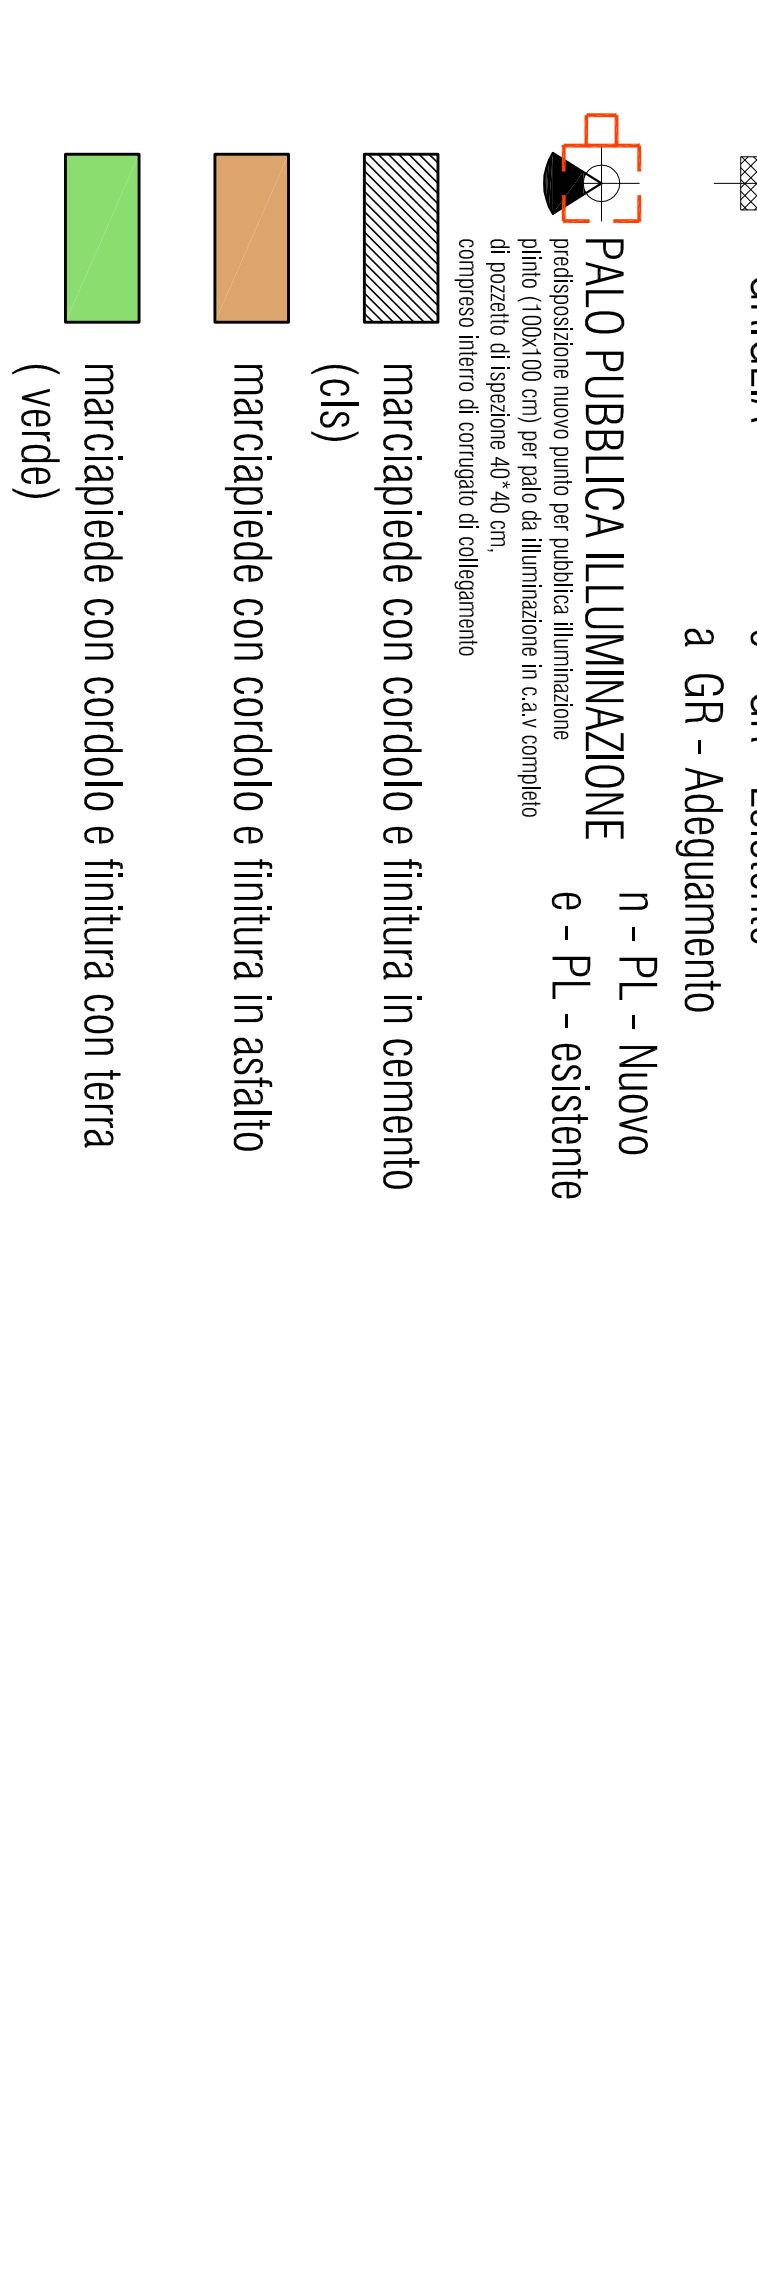 a GR - Adeguamento
PALO PUBBLICA ILLUMINAZIONE
predisposizione nuovo punto per pubblica illuminazione
plinto (100x100 cm) per palo da illuminazione in c.a.v completo
di pozzetto di ispezione 40*40 cm,
compreso interro di corrugato di collegamento
n - PL - Nuovo
e - PL - esistente
marciapiede con cordolo e finitura in cemento
(cls)
marciapiede con cordolo e finitura in asfalto
marciapiede con cordolo e finitura con terra
( verde)